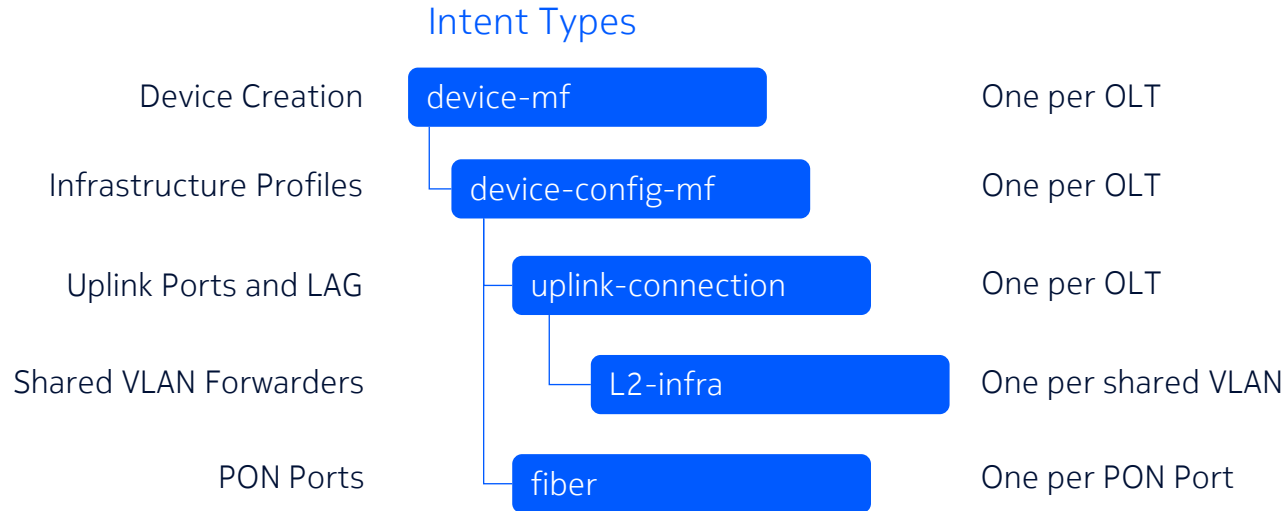 Intent Types
Device Creation device-mf One per OLT
Infrastructure Profiles device-config-mf One per OLT
Uplink Ports and LAG uplink-connection One per OLT
Shared VLAN Forwarders L2-infra One per shared VLAN
PON Ports fiber One per PON Port